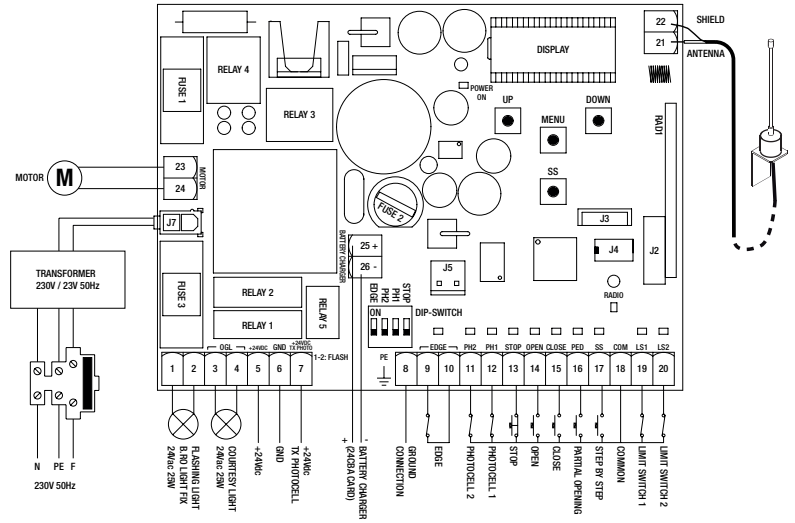 22
SHIELD
21
ANTENNA
DISPLAY
FUSE 1
RELAY 4
RELAY 3
POWER
ON
UP
DOWN
MENU
SS
RAD1
MOTOR
M
23
24
MOTOR
FUSE 2
J7
J3
J4
J2
J5
RADIO
BATTERY CHARGER
25 +
26 -
TRANSFORMER
230V / 23V 50Hz
FUSE 3
RELAY 2
RELAY 1
RELAY 5
EDGE
PH2
PH1
STOP
ON
DIP-SWITCH
OGL
+24VDC
GND
+24VDC
TX PHOTO
1-2: FLASH
PE
EDGE
PH2
PH1
STOP
OPEN
CLOSE
PED
SS
COM
LS1
LS2
1
2
3
4
5
6
7
8
9
10
11
12
13
14
15
16
17
18
19
20
N
PE
F
230V 50Hz
FLASHING LIGHT
B.RO LIGHT FIX
24Vac 25W
COURTESY LIGHT
24Vac 25W
+24Vdc
GND
+24Vdc
TX PHOTOCELL
-
BATTERY CHARGER
+
(24CBA CARD)
GROUND
CONNECTION
EDGE
PHOTOCELL 2
PHOTOCELL 1
STOP
OPEN
CLOSE
PARTIAL OPENING
STEP BY STEP
COMMON
LIMIT SWITCH 1
LIMIT SWITCH 2